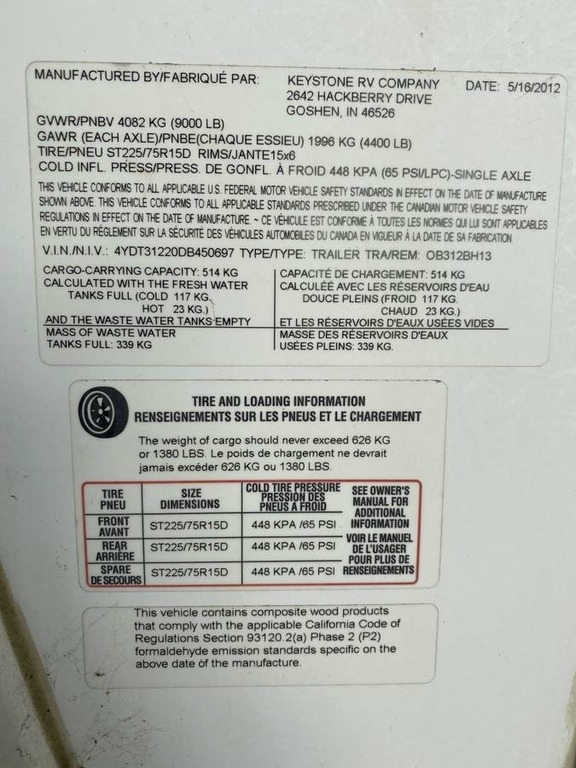 MANUFACTURED BY/FABRIQUÉ PAR: KEYSTONE RV COMPANY DATE: 5/16/2012
2642 HACKBERRY DRIVE
GOSHEN, IN 46526
GVWR/PNBV 4082 KG (9000 LB)
GAWR (EACH AXLE)/PNBE(CHAQUE ESSIEU) 1996 KG (4400 LB)
TIRE/PNEU ST225/75R15D RIMS/JANTE15x6
COLD INFL. PRESS/PRESS. DE GONFL. À FROID 448 KPA (65 PSI/LPC)-SINGLE AXLE
THIS VEHICLE CONFORMS TO ALL APPLICABLE U.S. FEDERAL MOTOR VEHICLE SAFETY STANDARDS IN EFFECT ON THE DATE OF MANUFACTURE
SHOWN ABOVE. THIS VEHICLE CONFORMS TO ALL APPLICABLE STANDARDS PRESCRIBED UNDER THE CANADIAN MOTOR VEHICLE SAFETY
REGULATIONS IN EFFECT ON THE DATE OF MANUFACTURE ~ CE VÉHICULE EST CONFORME À TOUTES LES NORMES QUI LUI SONT APPLICABLES
EN VERTU DU RÉGLEMENT SUR LA SÉCURITÉ DES VÉHICULES AUTOMOBILES DU CANADA EN VIGUEUR À LA DATE DE SA FABRICATION
V.I.N./N.I.V.: 4YDT31220DB450697 TYPE/TYPE: TRAILER TRA/REM: OB312BH13
CARGO-CARRYING CAPACITY: 514 KG
CALCULATED WITH THE FRESH WATER
TANKS FULL (COLD 117 KG,
HOT 23 KG.)
AND THE WASTE WATER TANKS EMPTY
MASS OF WASTE WATER
TANKS FULL: 339 KG
CAPACITÉ DE CHARGEMENT: 514 KG
CALCULÉE AVEC LES RÉSERVOIRS D'EAU
DOUCE PLEINS (FROID 117 KG.
CHAUD 23 KG.)
ET LES RÉSERVOIRS D'EAUX USÉES VIDES
MASSE DES RÉSERVOIRS D'EAUX
USÉES PLEINS: 339 KG.
TIRE AND LOADING INFORMATION
RENSEIGNEMENTS SUR LES PNEUS ET LE CHARGEMENT
The weight of cargo should never exceed 626 KG
or 1380 LBS. Le poids de chargement ne devrait
jamais excéder 626 KG ou 1380 LBS.
TIRE
PNEU
SIZE
DIMENSIONS
COLD TIRE PRESSURE
PRESSION DES
PNEUS A FROID
FRONT
AVANT
ST225/75R15D 448 KPA /65 PSI
REAR
ARRIÈRE
ST225/75R15D 448 KPA /65 PSI
SPARE
DE SECOURS
ST225/75R15D 448 KPA /65 PSI
SEE OWNER'S
MANUAL FOR
ADDITIONAL
INFORMATION
VOIR LE MANUEL
DE L'USAGER
POUR PLUS DE
RENSEIGNEMENTS
This vehicle contains composite wood products
that comply with the applicable California Code of
Regulations Section 93120.2(a) Phase 2 (P2)
formaldehyde emission standards specific on the
above date of the manufacture.